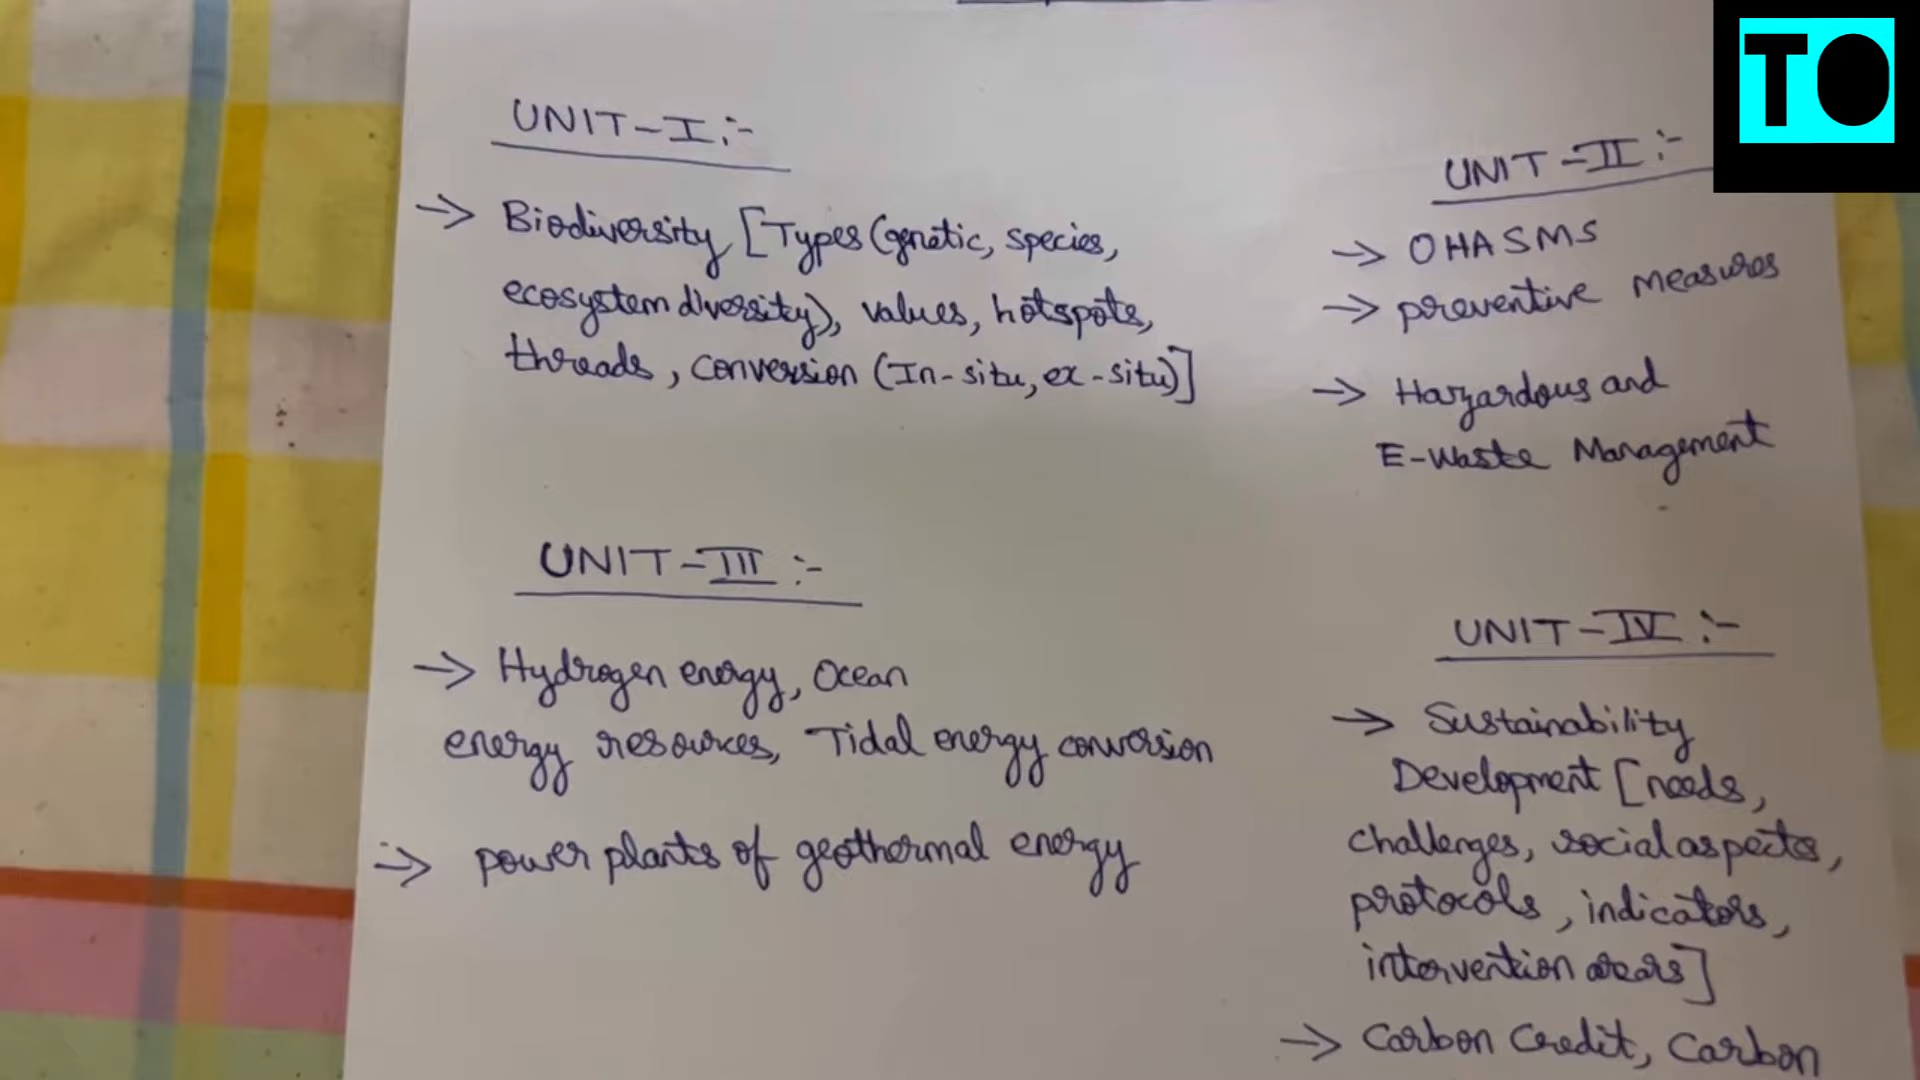 TO
UNIT-I:-
→ Biodiversity [Types (genetic, species,
ecosystem diversity), values, hotspots,
threads, conversion (In-situ, ex-situ)]
UNIT-II:-
→ OHASMS
→ preventive measures
→ Hazardous and
E-Waste Management
UNIT-III:-
→ Hydrogen energy, Ocean
energy resources, Tidal energy conversion
→ power plants of geothermal energy
UNIT-IV:-
→ Sustainability
Development [needs,
challenges, social aspects,
protocols, indicators,
intervention areas]
→ Carbon Credit, Carbon